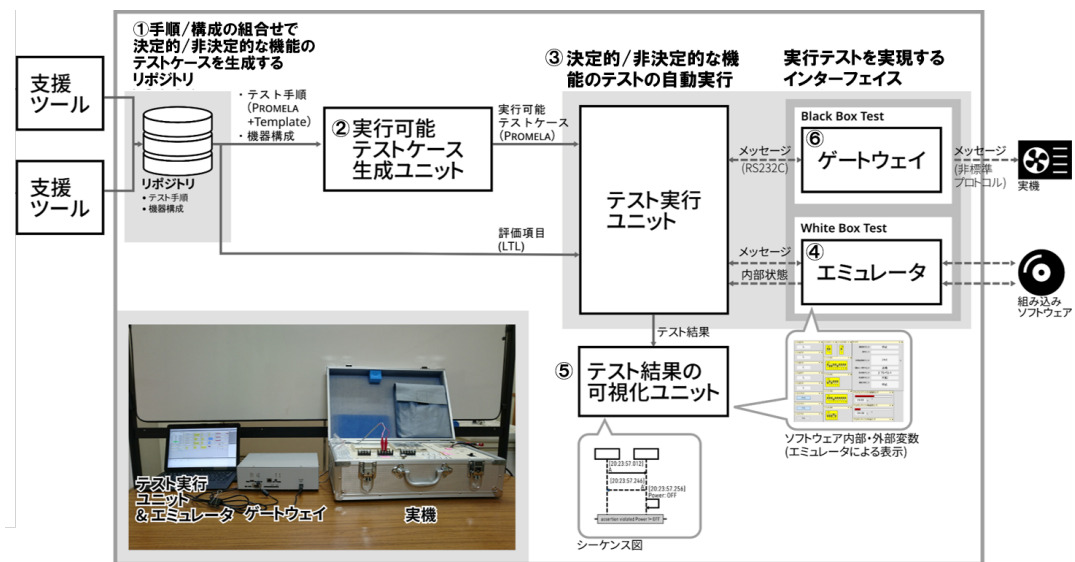 ①手順/構成の組合せで
決定的/非決定的な機能の
テストケースを生成する
リポジトリ
支援
ツール
支援
ツール
リポジトリ
• テスト手順
• 機器構成
・テスト手順
(PROMELA
+Template)
・機器構成
②実行可能
テストケース
生成ユニット
実行可能
テストケース
(PROMELA)
評価項目
(LTL)
③決定的/非決定的な機
能のテストの自動実行
テスト実行
ユニット
実行テストを実現する
インターフェイス
メッセージ
(RS232C)
Black Box Test
⑥
ゲートウェイ
メッセージ
(非標準
プロトコル)
実機
メッセージ
内部状態
White Box Test
④
エミュレータ
組み込み
ソフトウェア
テスト結果
⑤
テスト結果の
可視化ユニット
ソフトウェア内部・外部変数
(エミュレータによる表示)
[20:23:57.012]
[20:23:57.246]
[20:23:57.256]
Power: OFF
シーケンス図
テスト実行
ユニット
&エミュレータ
ゲートウェイ
実機